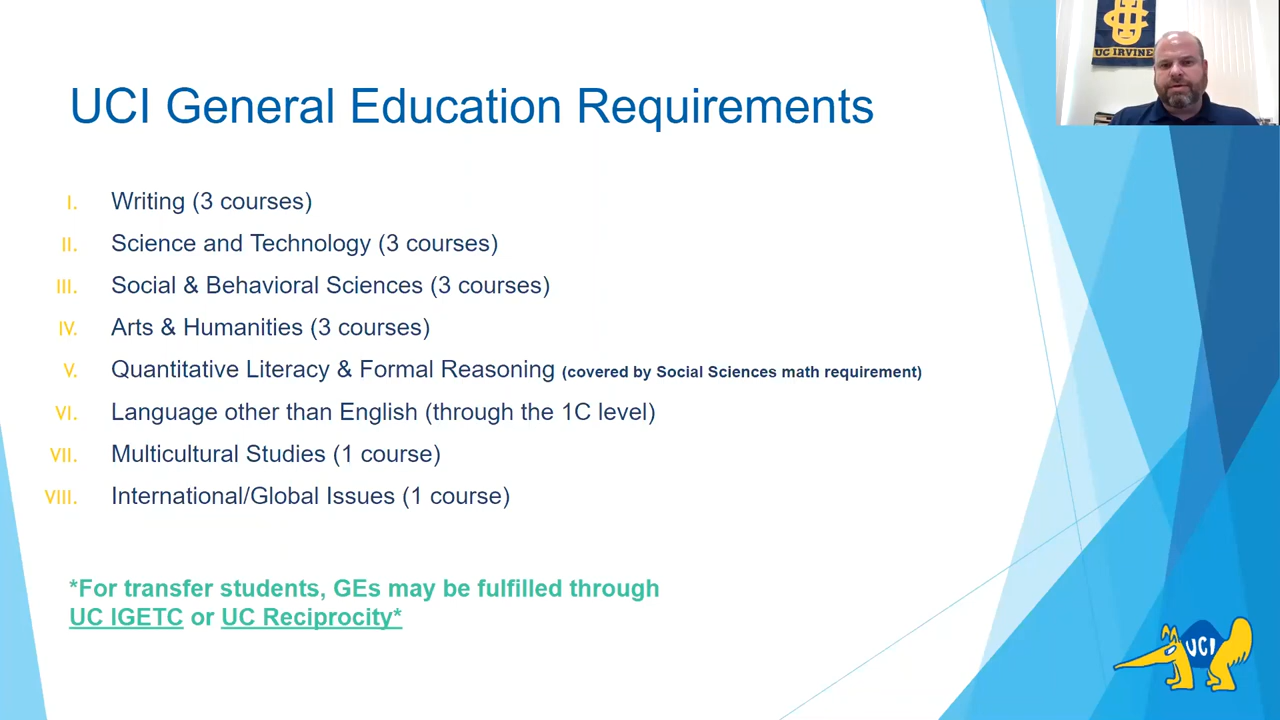 UC IRVINE
UCI General Education Requirements
I. Writing (3 courses)
II. Science and Technology (3 courses)
III. Social & Behavioral Sciences (3 courses)
IV. Arts & Humanities (3 courses)
V. Quantitative Literacy & Formal Reasoning (covered by Social Sciences math requirement)
VI. Language other than English (through the 1C level)
VII. Multicultural Studies (1 course)
VIII. International/Global Issues (1 course)
*For transfer students, GEs may be fulfilled through
UC IGETC or UC Reciprocity*
UCI